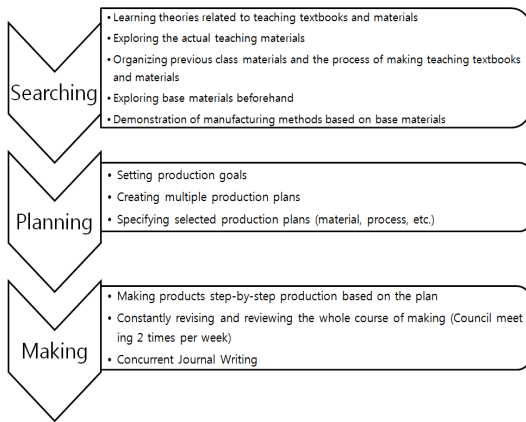 Searching
• Learning theories related to teaching textbooks and materials
• Exploring the actual teaching materials
• Organizing previous class materials and the process of making teaching textbooks
and materials
• Exploring base materials beforehand
• Demonstration of manufacturing methods based on base materials
Planning
• Setting production goals
• Creating multiple production plans
• Specifying selected production plans (material, process, etc.)
Making
• Making products step-by-step production based on the plan
• Constantly revising and reviewing the whole course of making (Council meet
ing 2 times per week)
• Concurrent Journal Writing